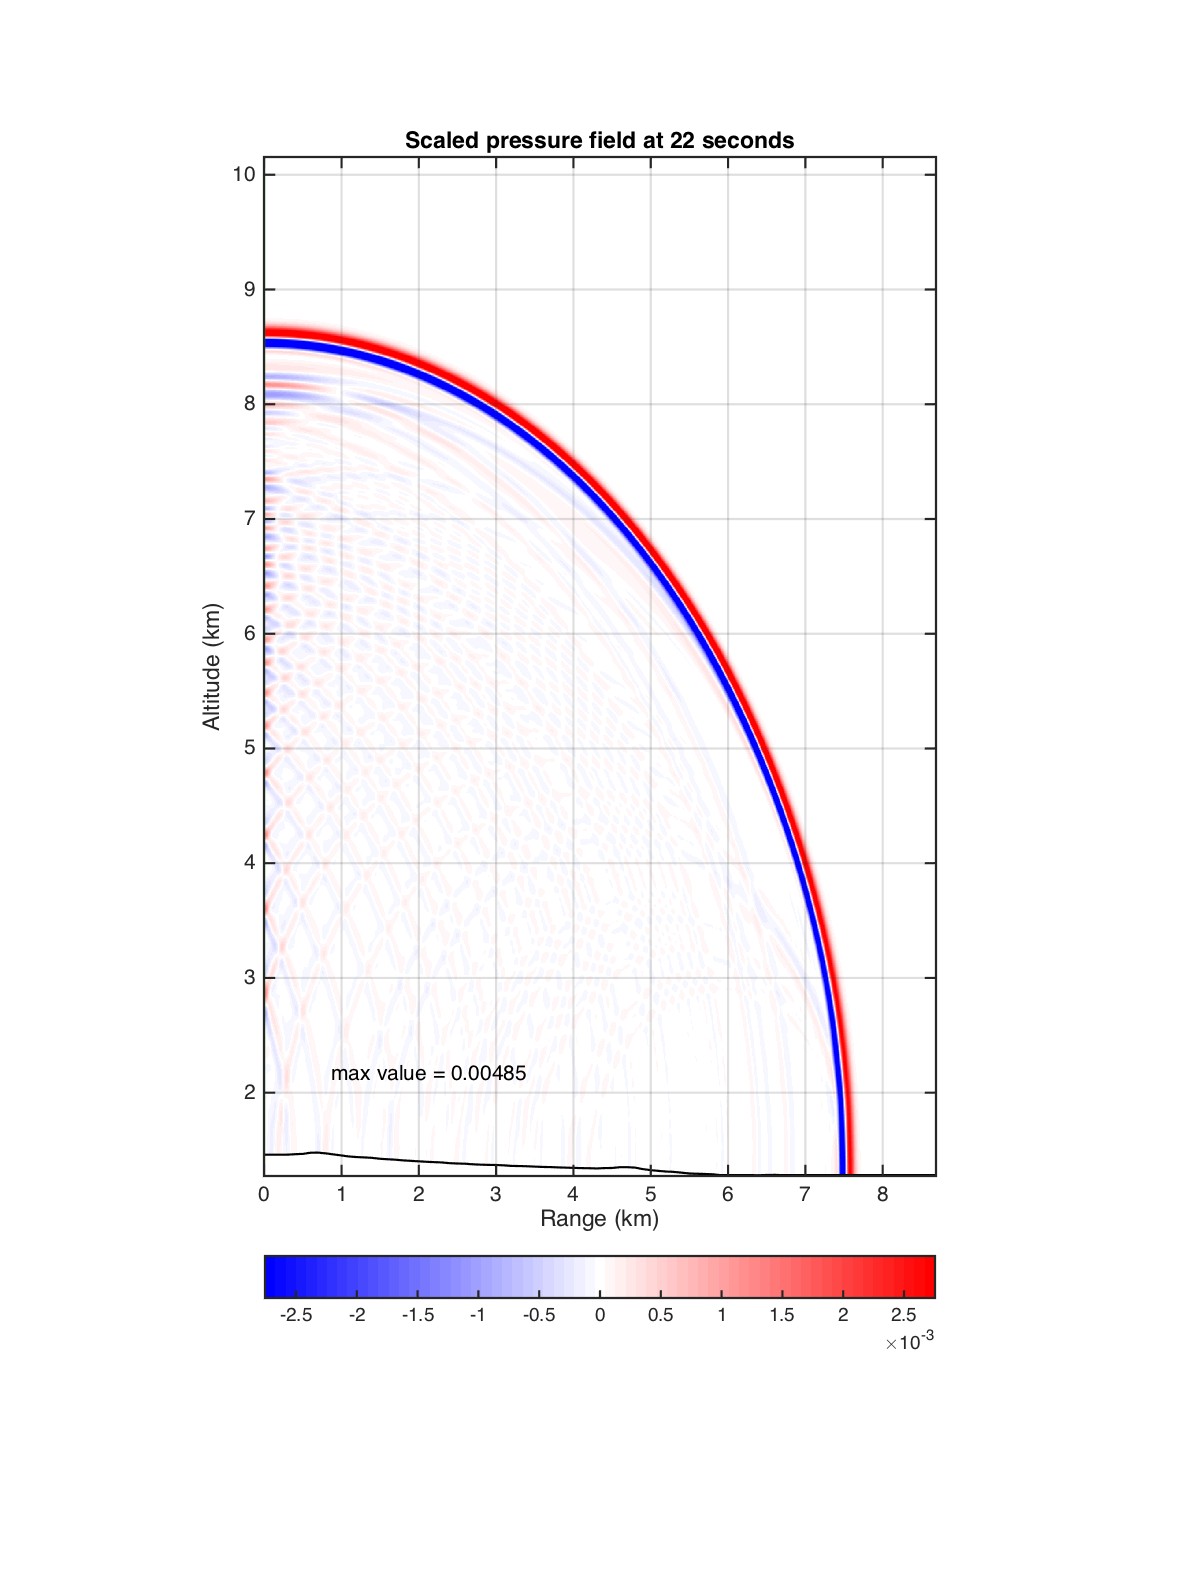 Scaled pressure field at 22 seconds
10
9
8
7
6
5
4
3
2
Altitude (km)
max value = 0.00485
0 1 2 3 4 5 6 7 8
Range (km)
-2.5 -2 -1.5 -1 -0.5 0 0.5 1 1.5 2 2.5
×10-3